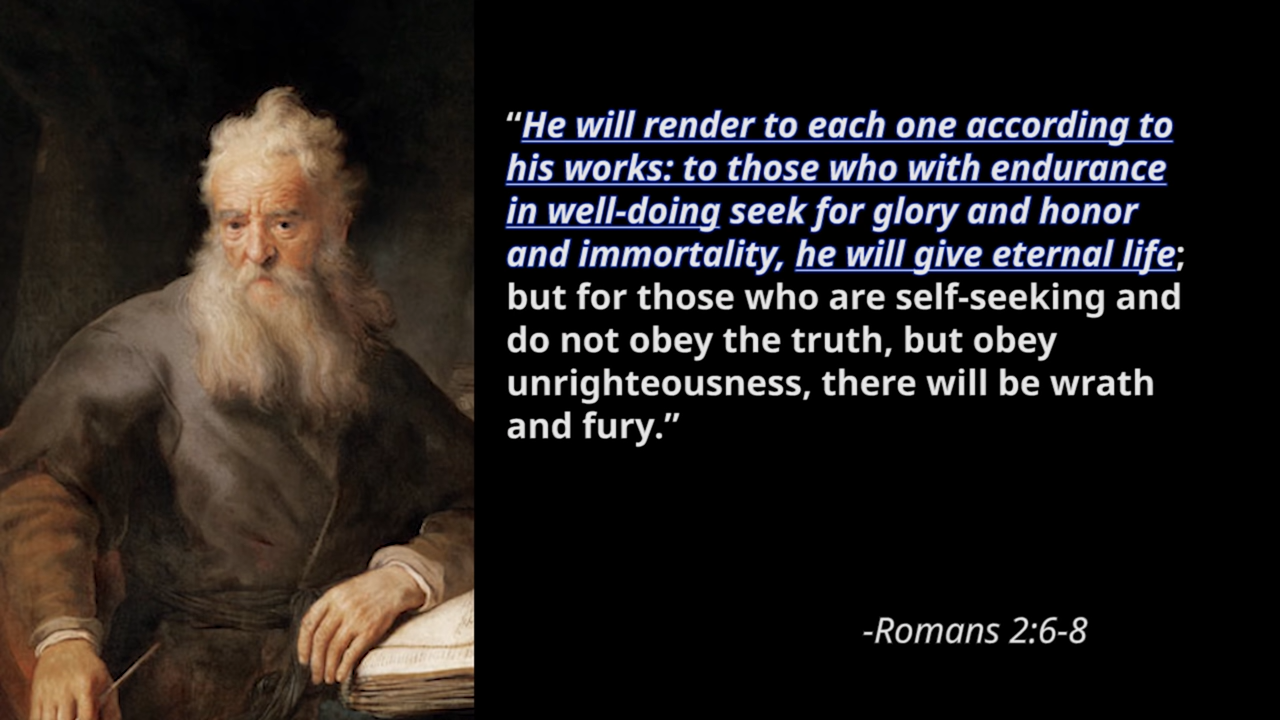 “He will render to each one according to
his works: to those who with endurance
in well-doing seek for glory and honor
and immortality, he will give eternal life;
but for those who are self-seeking and
do not obey the truth, but obey
unrighteousness, there will be wrath
and fury.”
-Romans 2:6-8